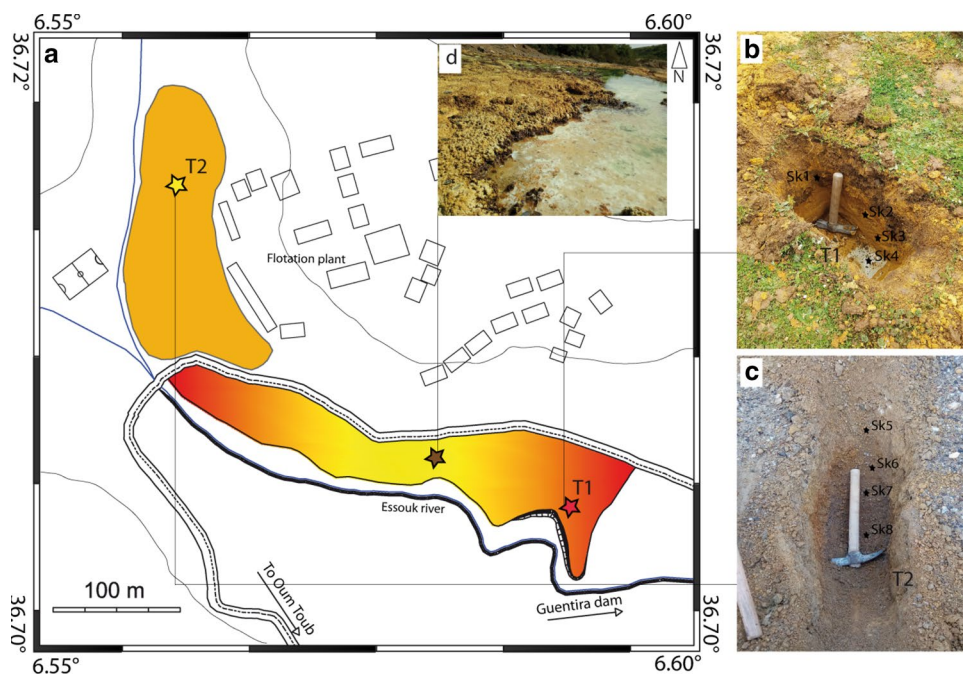 6.55°
6.60°
36.72°
36.72°
a
d
N
b
T2
Sk1
Sk2
Sk3
Sk4
T1
Flotation plant
c
Sk5
Sk6
Sk7
Sk8
T2
T1
Essouk river
To Oum Toub
100 m
Guentira dam
36.70°
36.70°
6.55°
6.60°